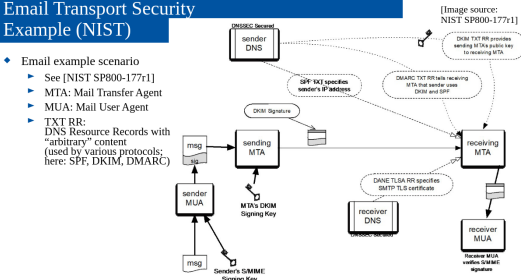 Email Transport Security
Example (NIST)
[Image source:
NIST SP800-177r1]
Email example scenario
See [NIST SP800-177r1]
MTA: Mail Transfer Agent
MUA: Mail User Agent
TXT RR:
DNS Resource Records with
“arbitrary” content
(used by various protocols;
here: SPF, DKIM, DMARC)
DNSSEC Secured
sender
DNS
DKIM TXT RR provides
sending MTA's public key
to receiving MTA
DMARC TXT RR tells receiving
MTA that sender uses
DKIM and SPF
SPF TXT specifies
sender's IP address
DKIM Signature
msg
sig
sending
MTA
receiving
MTA
DANE TLSA RR specifies
SMTP TLS certificate
sender
MUA
MTA's DKIM
Signing Key
receiver
DNS
DNSSEC Secured
receiver
MUA
msg
Sender's S/MIME
Signing Key
Receiver MUA
verifies S/MIME
signature